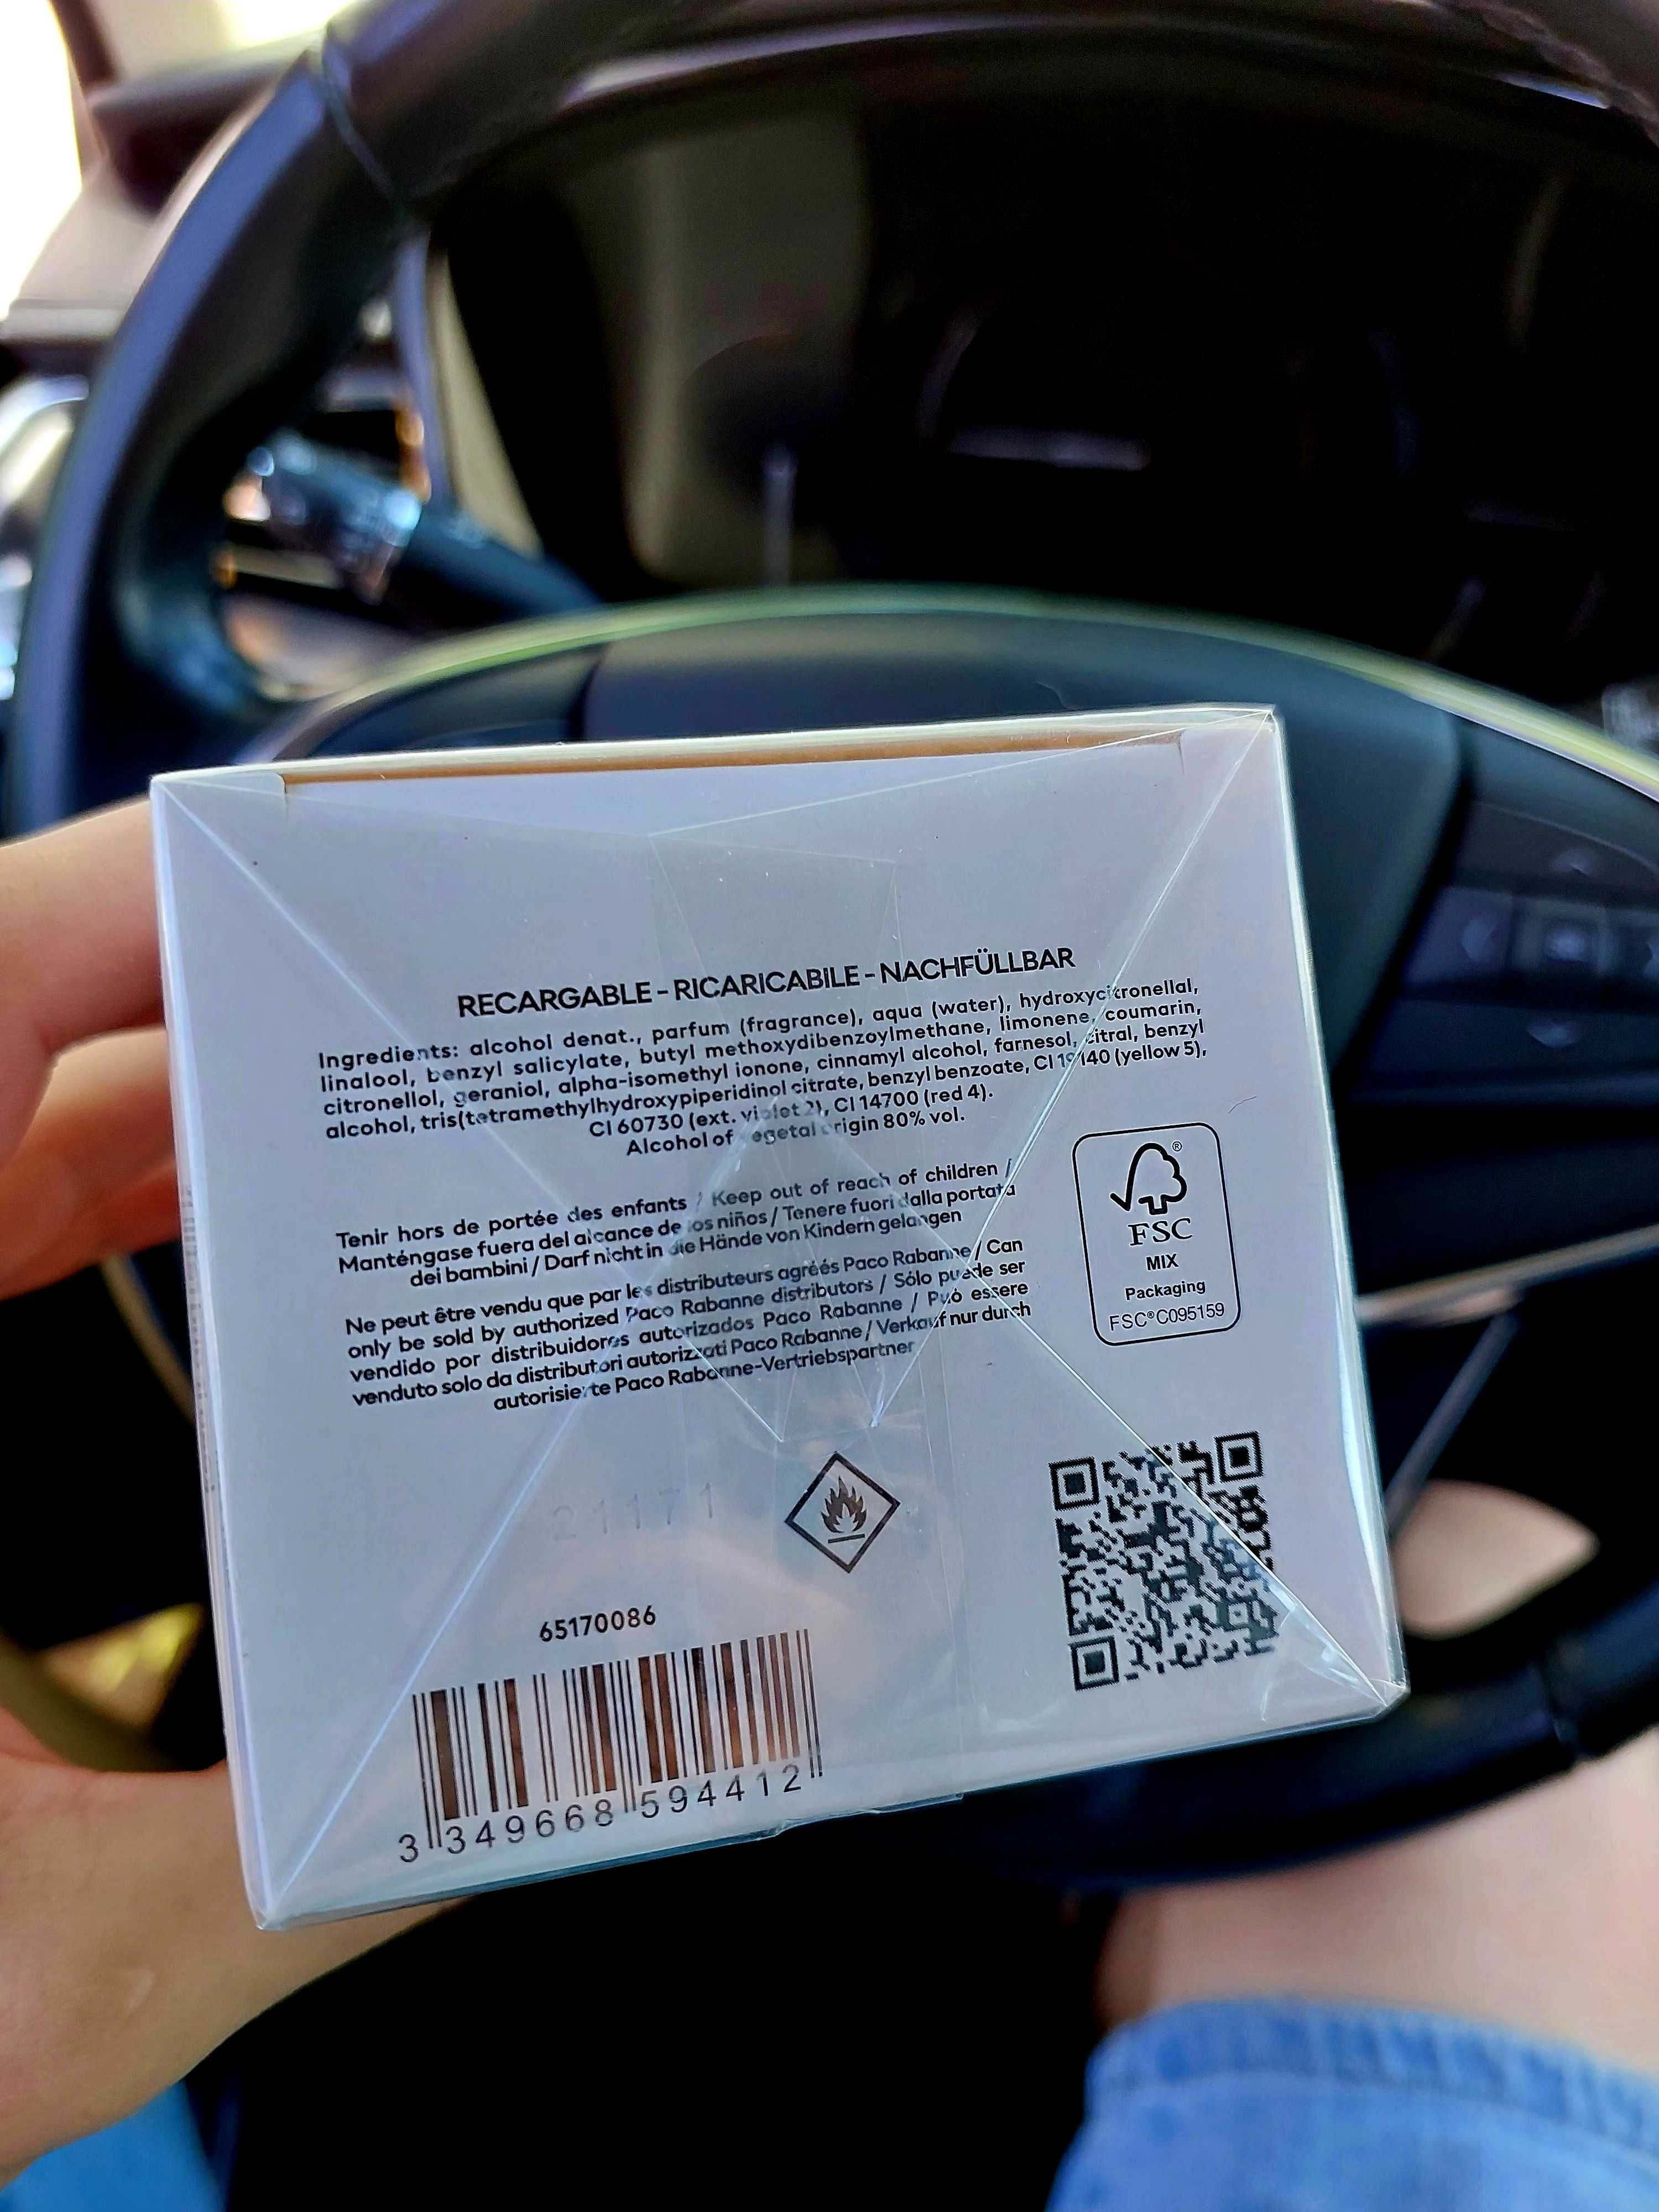 RECARGABLE - RICARICABILE - NACHFÜLLBAR
Ingredients: alcohol denat., parfum (fragrance), aqua (water), hydroxycitronellal,
linalool, benzyl salicylate, butyl methoxydibenzoylmethane, limonene, coumarin,
citronellol, geraniol, alpha-isomethyl ionone, cinnamyl alcohol, farnesol, citral, benzyl
alcohol, tris(tetramethylhydroxypiperidinol citrate, benzyl benzoate, CI 19140 (yellow 5),
CI 60730 (ext. violet 2), CI 14700 (red 4).
Alcohol of vegetal origin 80% vol.
Tenir hors de portée des enfants / Keep out of reach of children /
Manténgase fuera del alcance de los niños / Tenere fuori dalla portata
dei bambini / Darf nicht in die Hände von Kindern gelangen
Ne peut être vendu que par les distributeurs agréés Paco Rabanne / Can
only be sold by authorized Paco Rabanne distributors / Sólo puede ser
vendido por distribuidores autorizados Paco Rabanne / Può essere
venduto solo da distributori autorizzati Paco Rabanne / Verkauf nur durch
autorisierte Paco Rabanne-Vertriebspartner
®
FSC
MIX
Packaging
FSC®C095159
21171
65170086
3 349668 594412